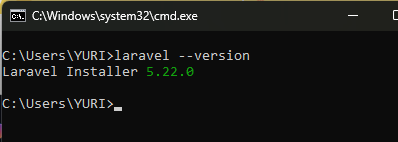 C:\Windows\system32\cmd.exe
C:\Users\YURI>laravel --version
Laravel Installer 5.22.0
C:\Users\YURI>